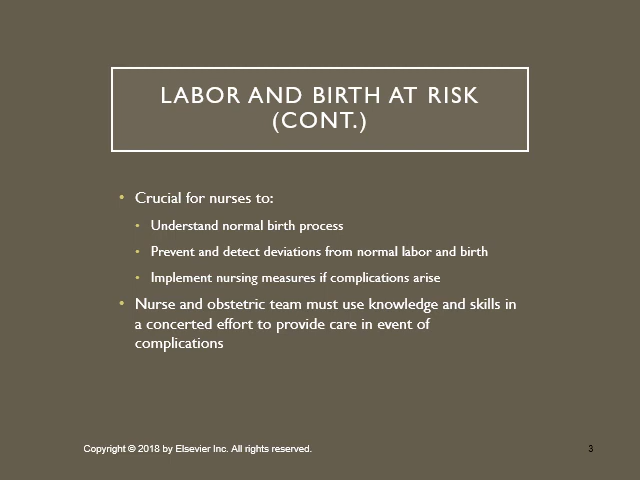 LABOR AND BIRTH AT RISK
(CONT.)
• Crucial for nurses to:
• Understand normal birth process
• Prevent and detect deviations from normal labor and birth
• Implement nursing measures if complications arise
• Nurse and obstetric team must use knowledge and skills in
a concerted effort to provide care in event of
complications
Copyright © 2018 by Elsevier Inc. All rights reserved.
3